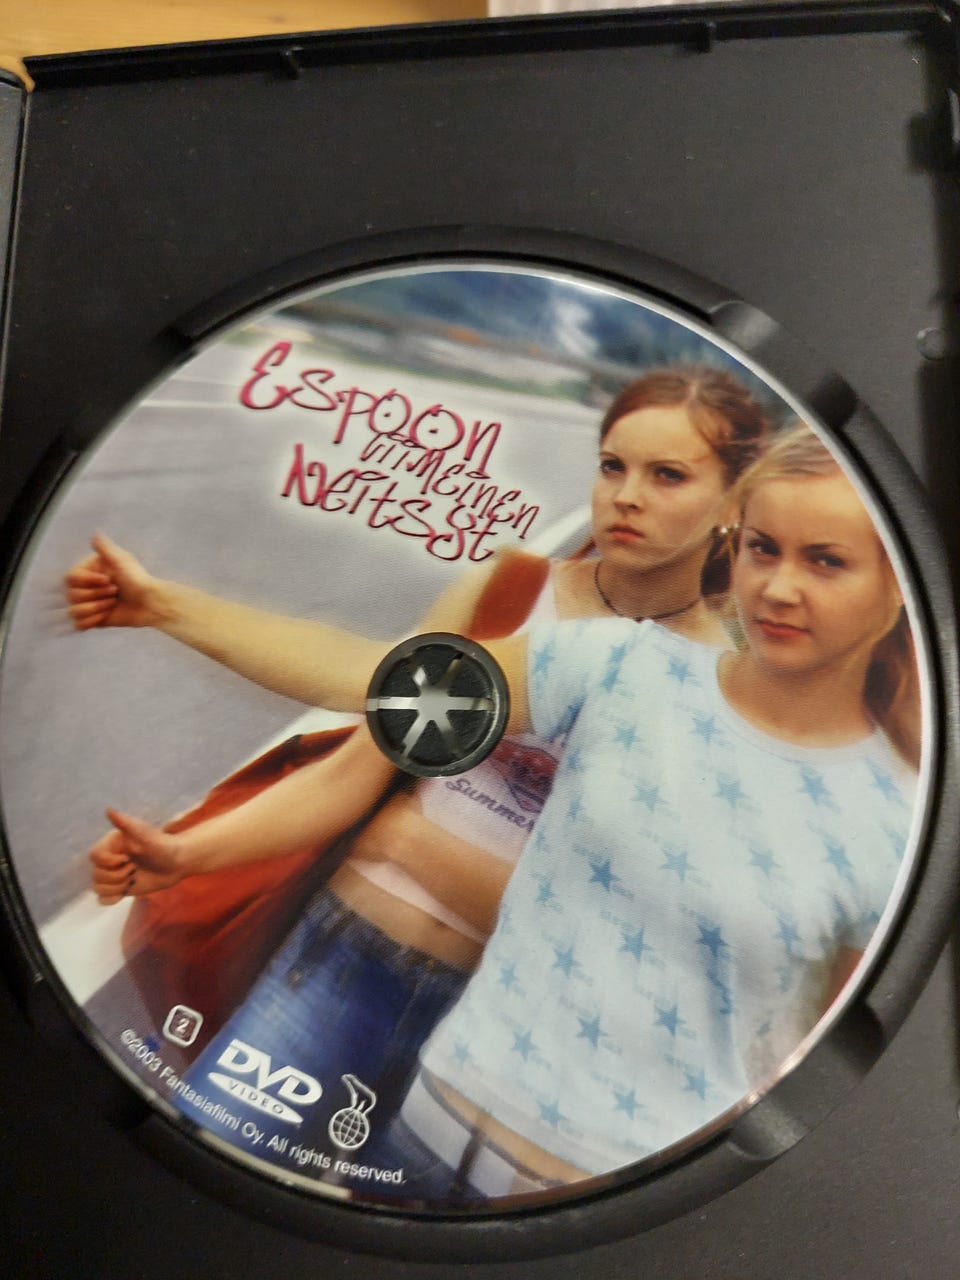 Espoon
viimeinen
Neitsyt
Summer
2
DVD
VIDEO
©2003 Fantasiafilmi Oy. All rights reserved.